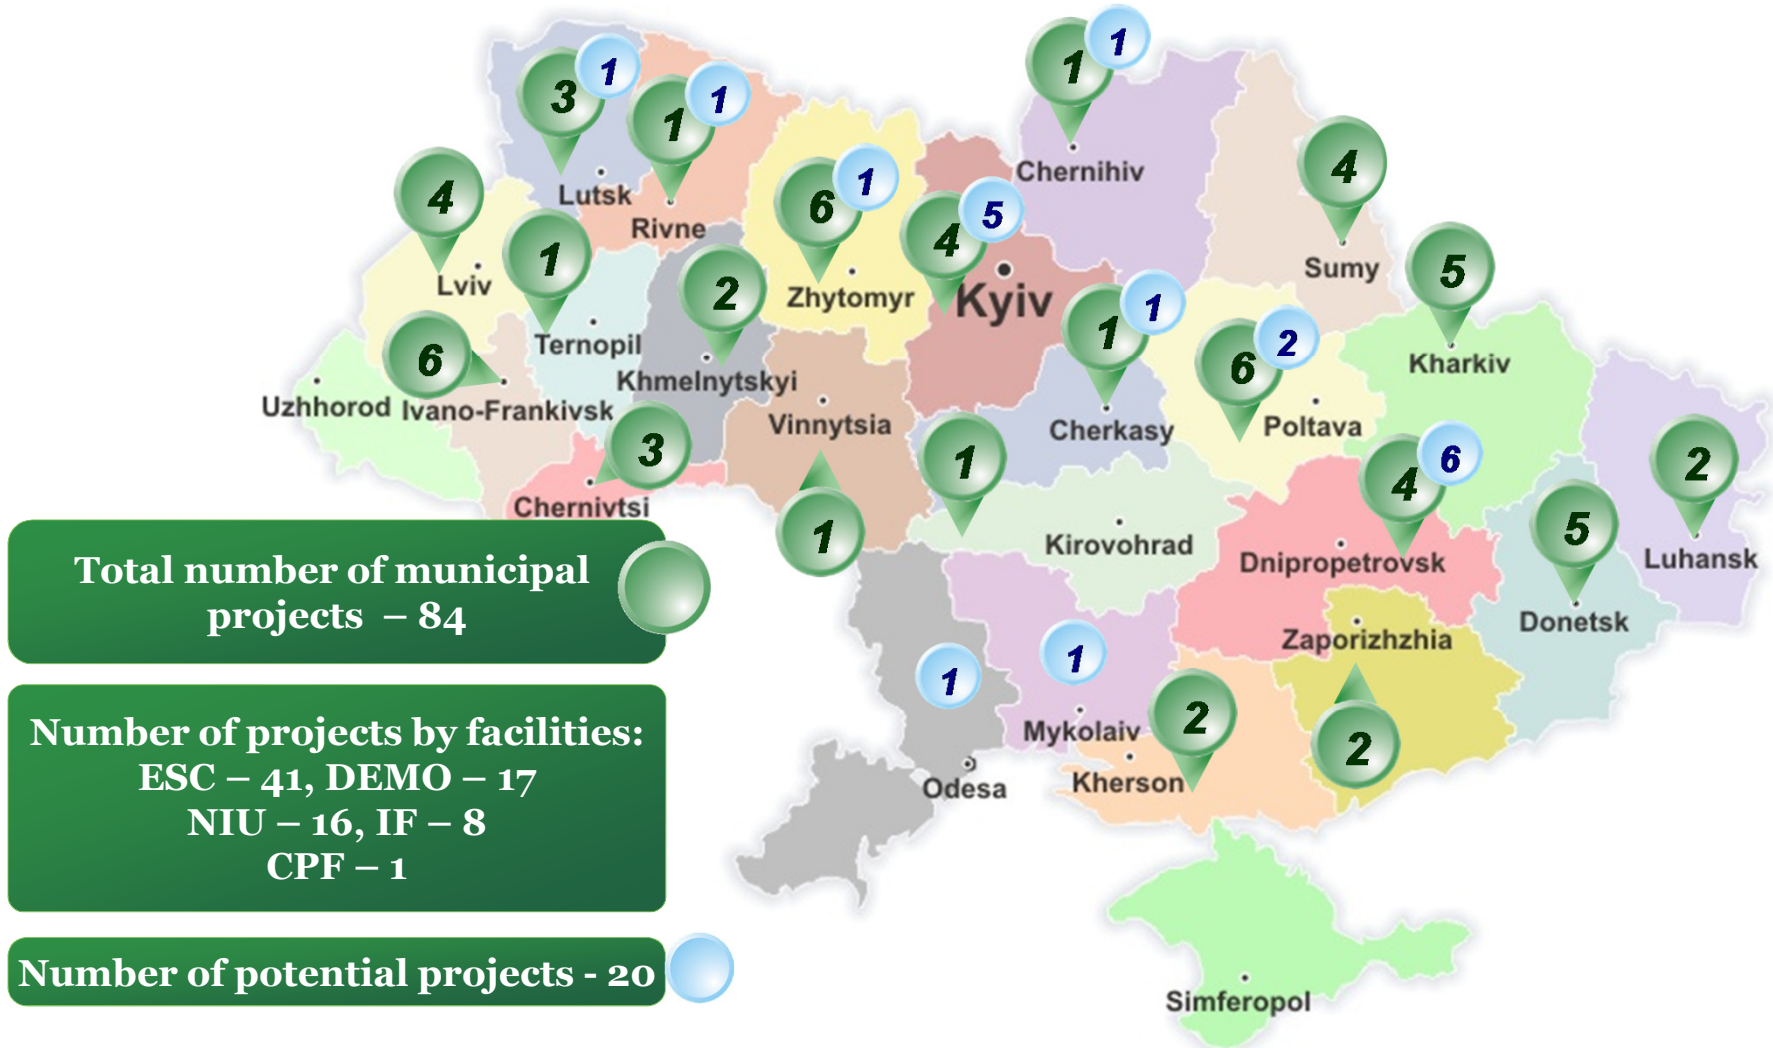 1
1
3
1
1
1
4
4
6
1
4
5
1
2
5
1
1
6
2
6
3
1
4
6
2
5
1
1
1
2
2
Chernihiv
Lutsk
Rivne
Lviv
Zhytomyr
Kyiv
Sumy
Ternopil
Khmelnytskyi
Kharkiv
Uzhhorod
Ivano-Frankivsk
Vinnytsia
Cherkasy
Poltava
Chernivtsi
Kirovohrad
Dnipropetrovsk
Luhansk
Donetsk
Zaporizhzhia
Mykolaiv
Odesa
Kherson
Simferopol
Total number of municipal
projects – 84
Number of projects by facilities:
ESC – 41, DEMO – 17
NIU – 16, IF – 8
CPF – 1
Number of potential projects - 20